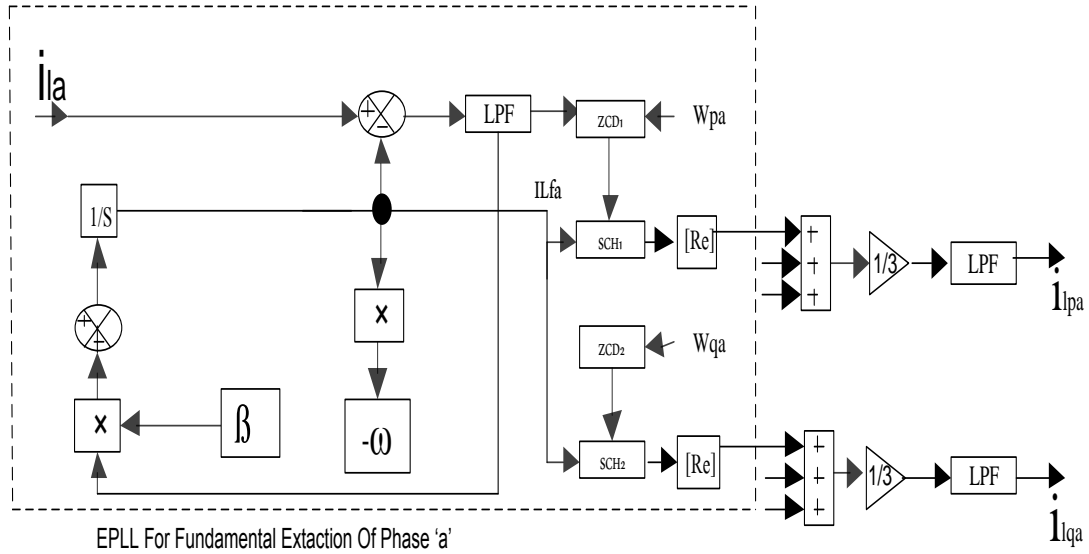 ila
+
−
LPF
ZCD1
Wpa
ILfa
1/S
SCH1
[Re]
+
+
+
1/3
LPF
ilpa
+
−
×
ZCD2
Wqa
×
ß
-ω
SCH2
[Re]
+
+
+
1/3
LPF
ilqa
EPLL For Fundamental Extaction Of Phase ‘a’